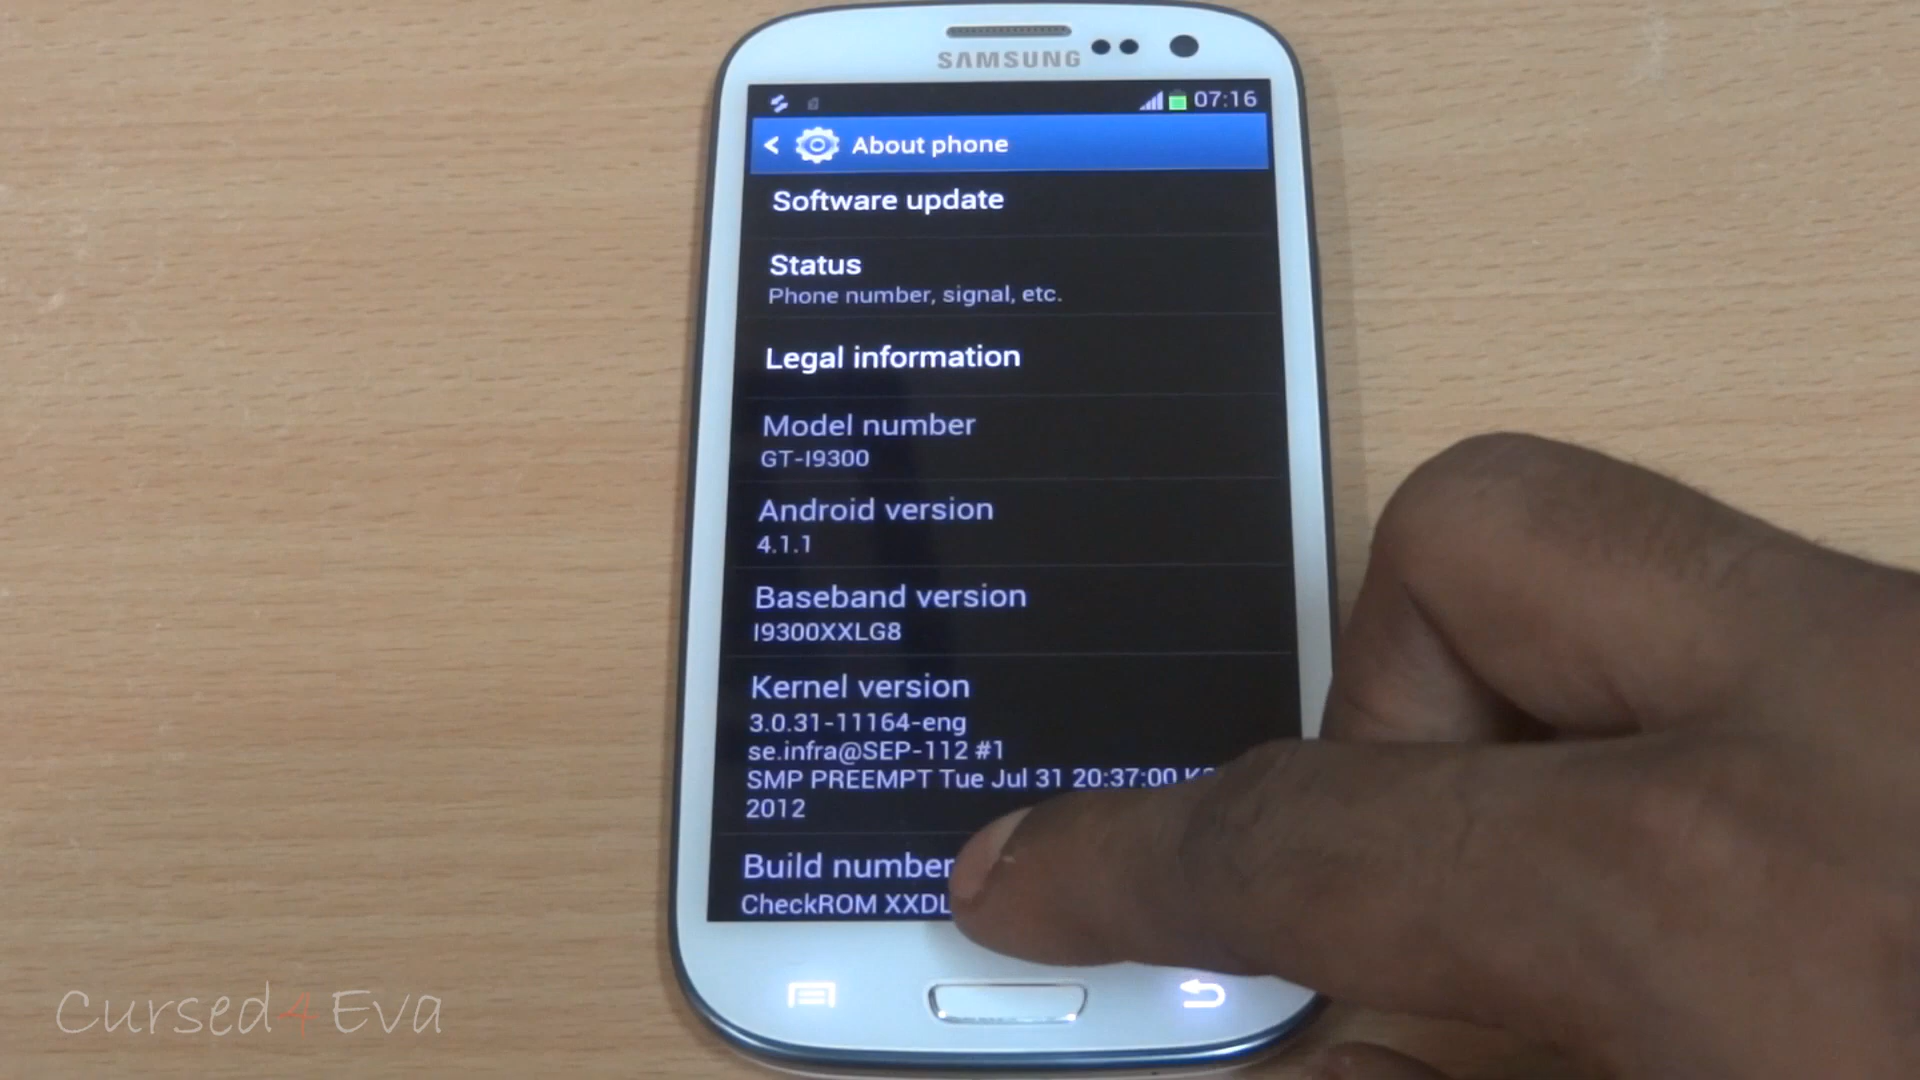 SAMSUNG
07:16
< About phone
Software update
Status
Phone number, signal, etc.
Legal information
Model number
GT-I9300
Android version
4.1.1
Baseband version
I9300XXLG8
Kernel version
3.0.31-11164-eng
se.infra@SEP-112 #1
SMP PREEMPT Tue Jul 31 20:37:00
2012
Build number
CheckROM XXDL
Cursed4Eva